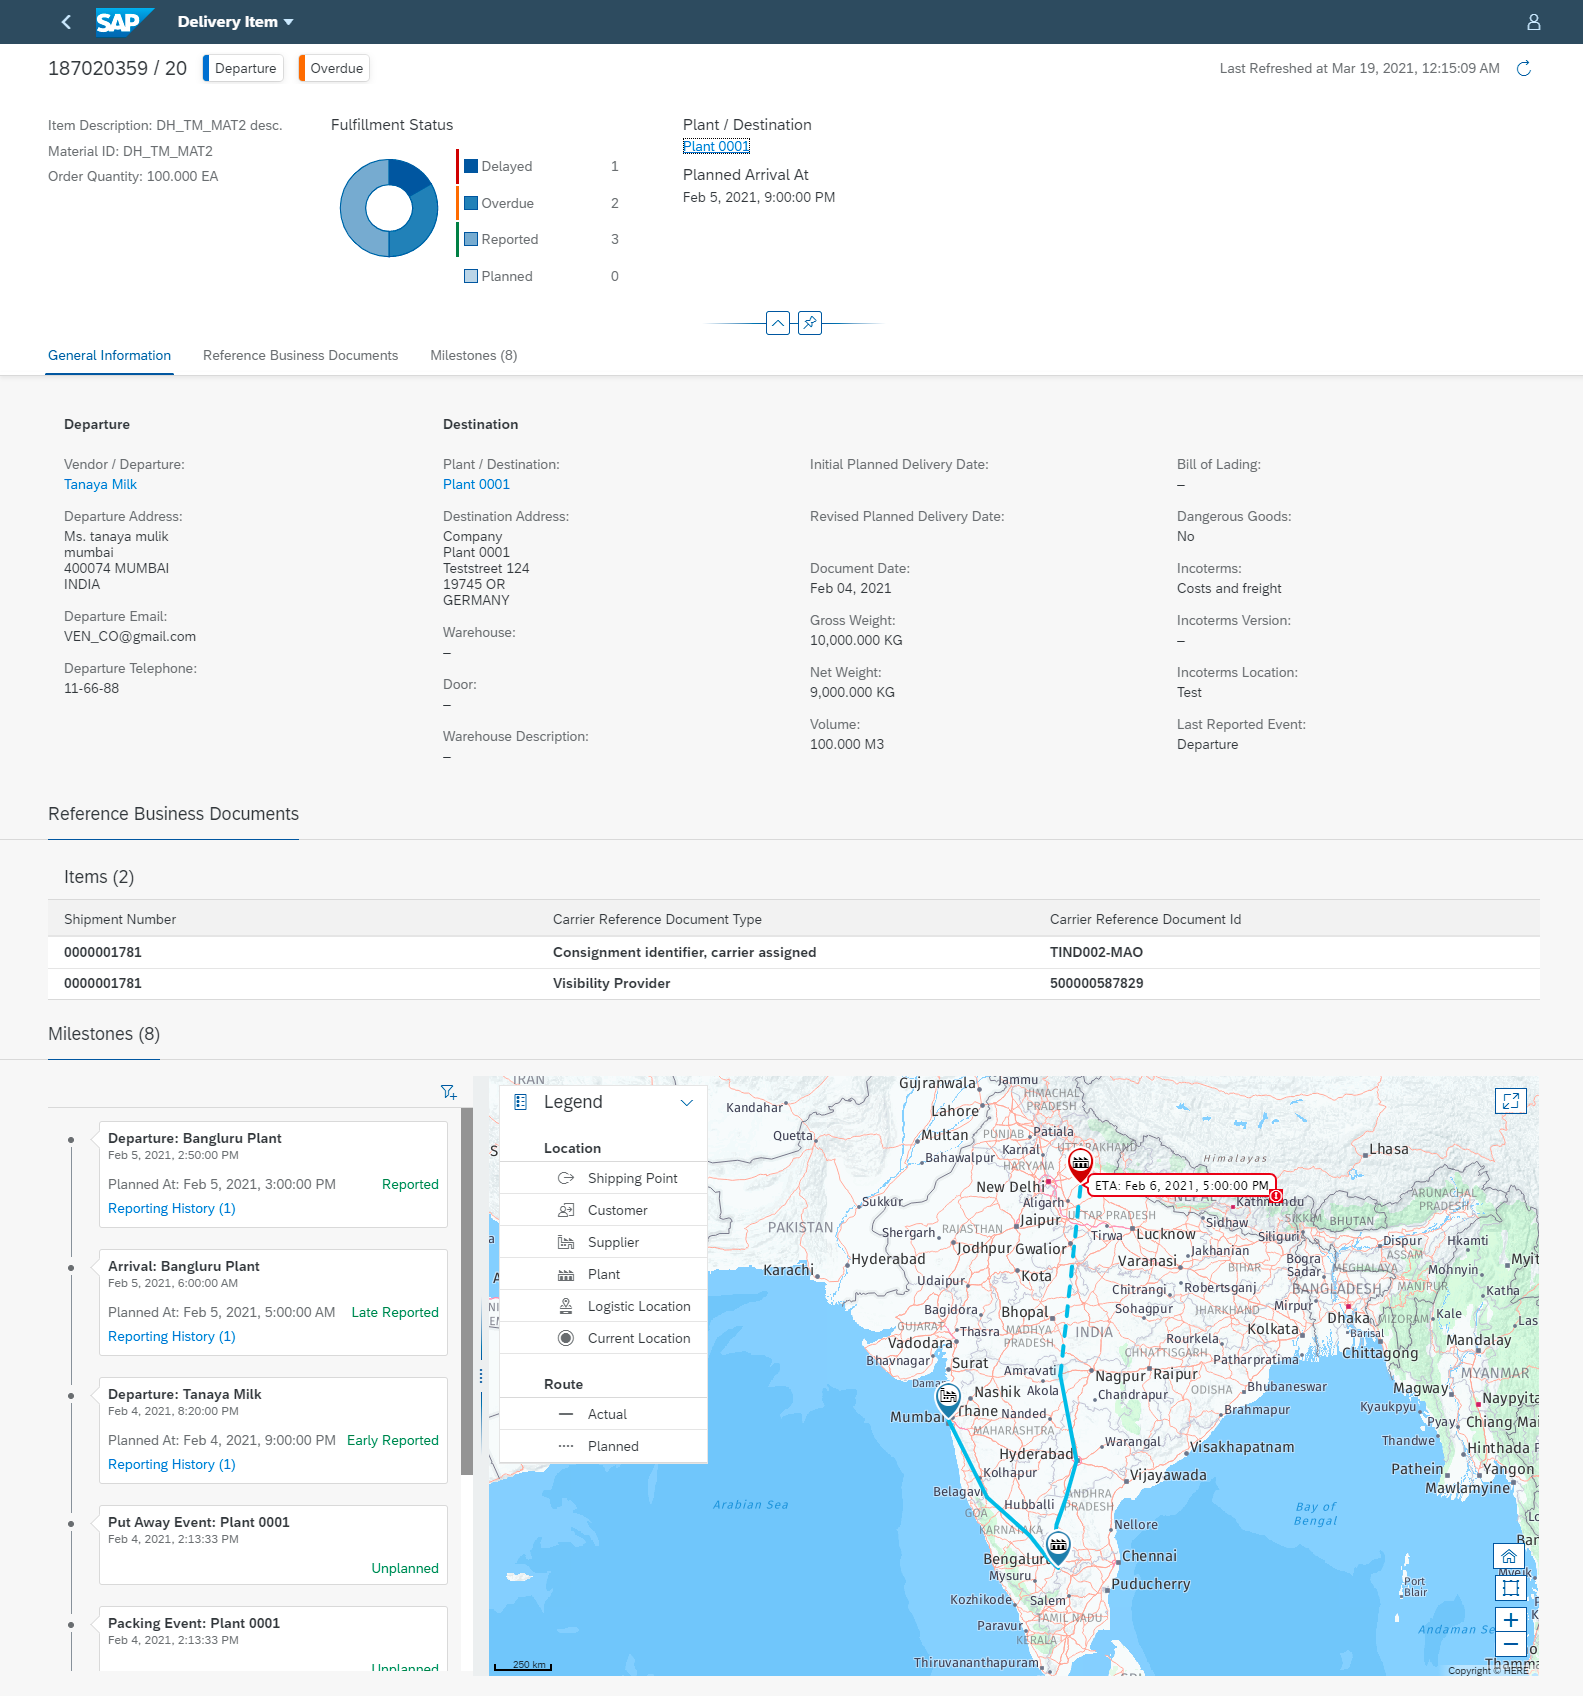 SAP
Delivery Item
187020359 / 20
Departure
Overdue
Last Refreshed at Mar 19, 2021, 12:15:09 AM
Item Description: DH_TM_MAT2 desc.
Material ID: DH_TM_MAT2
Order Quantity: 100.000 EA
Fulfillment Status
Delayed 1
Overdue 2
Reported 3
Planned 0
Plant / Destination
Plant 0001
Planned Arrival At
Feb 5, 2021, 9:00:00 PM
General Information
Reference Business Documents
Milestones (8)
Departure
Vendor / Departure:
Tanaya Milk
Departure Address:
Ms. tanaya mulik
mumbai
400074 MUMBAI
INDIA
Departure Email:
VEN_CO@gmail.com
Departure Telephone:
11-66-88
Destination
Plant / Destination:
Plant 0001
Destination Address:
Company
Plant 0001
Teststreet 124
19745 OR
GERMANY
Warehouse:
–
Door:
–
Warehouse Description:
–
Initial Planned Delivery Date:
Revised Planned Delivery Date:
Document Date:
Feb 04, 2021
Gross Weight:
10,000.000 KG
Net Weight:
9,000.000 KG
Volume:
100.000 M3
Bill of Lading:
–
Dangerous Goods:
No
Incoterms:
Costs and freight
Incoterms Version:
–
Incoterms Location:
Test
Last Reported Event:
Departure
Reference Business Documents
Items (2)
Shipment Number Carrier Reference Document Type Carrier Reference Document Id
0000001781 Consignment identifier, carrier assigned TIND002-MAO
0000001781 Visibility Provider 500000587829
Milestones (8)
Departure: Bangluru Plant
Feb 5, 2021, 2:50:00 PM
Planned At: Feb 5, 2021, 3:00:00 PM Reported
Reporting History (1)
Arrival: Bangluru Plant
Feb 5, 2021, 6:00:00 AM
Planned At: Feb 5, 2021, 5:00:00 AM Late Reported
Reporting History (1)
Departure: Tanaya Milk
Feb 4, 2021, 8:20:00 PM
Planned At: Feb 4, 2021, 9:00:00 PM Early Reported
Reporting History (1)
Put Away Event: Plant 0001
Feb 4, 2021, 2:13:33 PM
Unplanned
Packing Event: Plant 0001
Feb 4, 2021, 2:13:33 PM
Unplanned
Legend
Location
Shipping Point
Customer
Supplier
Plant
Logistic Location
Current Location
Route
Actual
Planned
IRAN
Gujranwala
Jammu
HIMACHAL
PRADESH
Kandahar
Lahore
Quetta
Multan
PUNJAB
Patiala
Karnal
UTTARAKHAND
Lhasa
Bahawalpur
HARYANA
Himalayas
New Delhi
ETA: Feb 6, 2021, 5:00:00 PM
NEPAL
Kathmandu
ARUNACHAL
PRADESH
Sukkur
Aligarh
PAKISTAN
RAJASTHAN
Jaipur
UTTAR PRADESH
Sidhaw
SIKKIM
BHUTAN
Shergarh
Tirwa
Lucknow
Siliguri
Dispur
Hkamti
Jodhpur
Gwalior
Jakhanian
ASSAM
Hyderabad
Varanasi
BIHAR
Bogra
Sadar
MEGHALAYA
Mohnyin
Myit
Karachi
Udaipur
Kota
Chitrangi
Robertsganj
BANGLADESH
MANIPUR
Katha
Bagidora
Bhopal
Sohagpur
JHARKHAND
Mirpur
Dhaka
MIZORAM
Kale
Las
GUJARAT
Thasra
MADHYA
PRADESH
INDIA
Rourkela
Kolkata
Barisal
Mandalay
Vadodara
CHHATTISGARH
Chittagong
Bhavnagar
Surat
Amravati
Nagpur
Raipur
Patharpratima
MYANMAR
Daman
Nashik
Akola
Chandrapur
ODISHA
Bhubaneswar
Magway
Naypyita
Mumbai
Thane
Nanded
Brahmapur
Kyaukpyu
Pyay
Chiang Mai
MAHARASHTRA
Warangal
Visakhapatnam
Thandwe
Hinthada
Hyderabad
Kolhapur
Vijayawada
Pathein
Yangon
Belagavi
Mawlamyine
Arabian Sea
Hubballi
ANDHRA
PRADESH
Bay of
Bengal
GOA
KARNATAKA
Nellore
Bengaluru
Chennai
Mysuru
Puducherry
Port
Blair
Myeik
Kozhikode
Salem
TAMIL NADU
Paravur
KERALA
Andaman Se
Thiruvananthapuram
250 km
Copyright © HERE